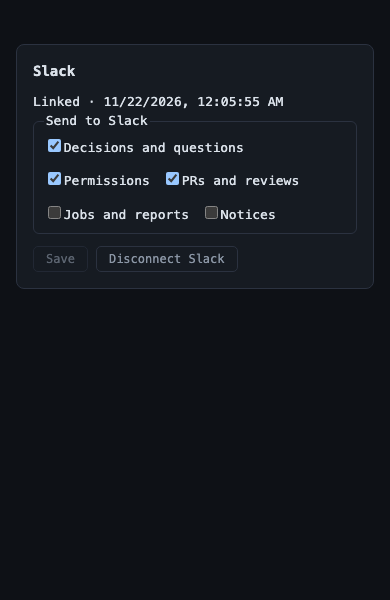 Slack
Linked · 11/22/2026, 12:05:55 AM
Send to Slack
Decisions and questions
Permissions PRs and reviews
Jobs and reports Notices
Save Disconnect Slack